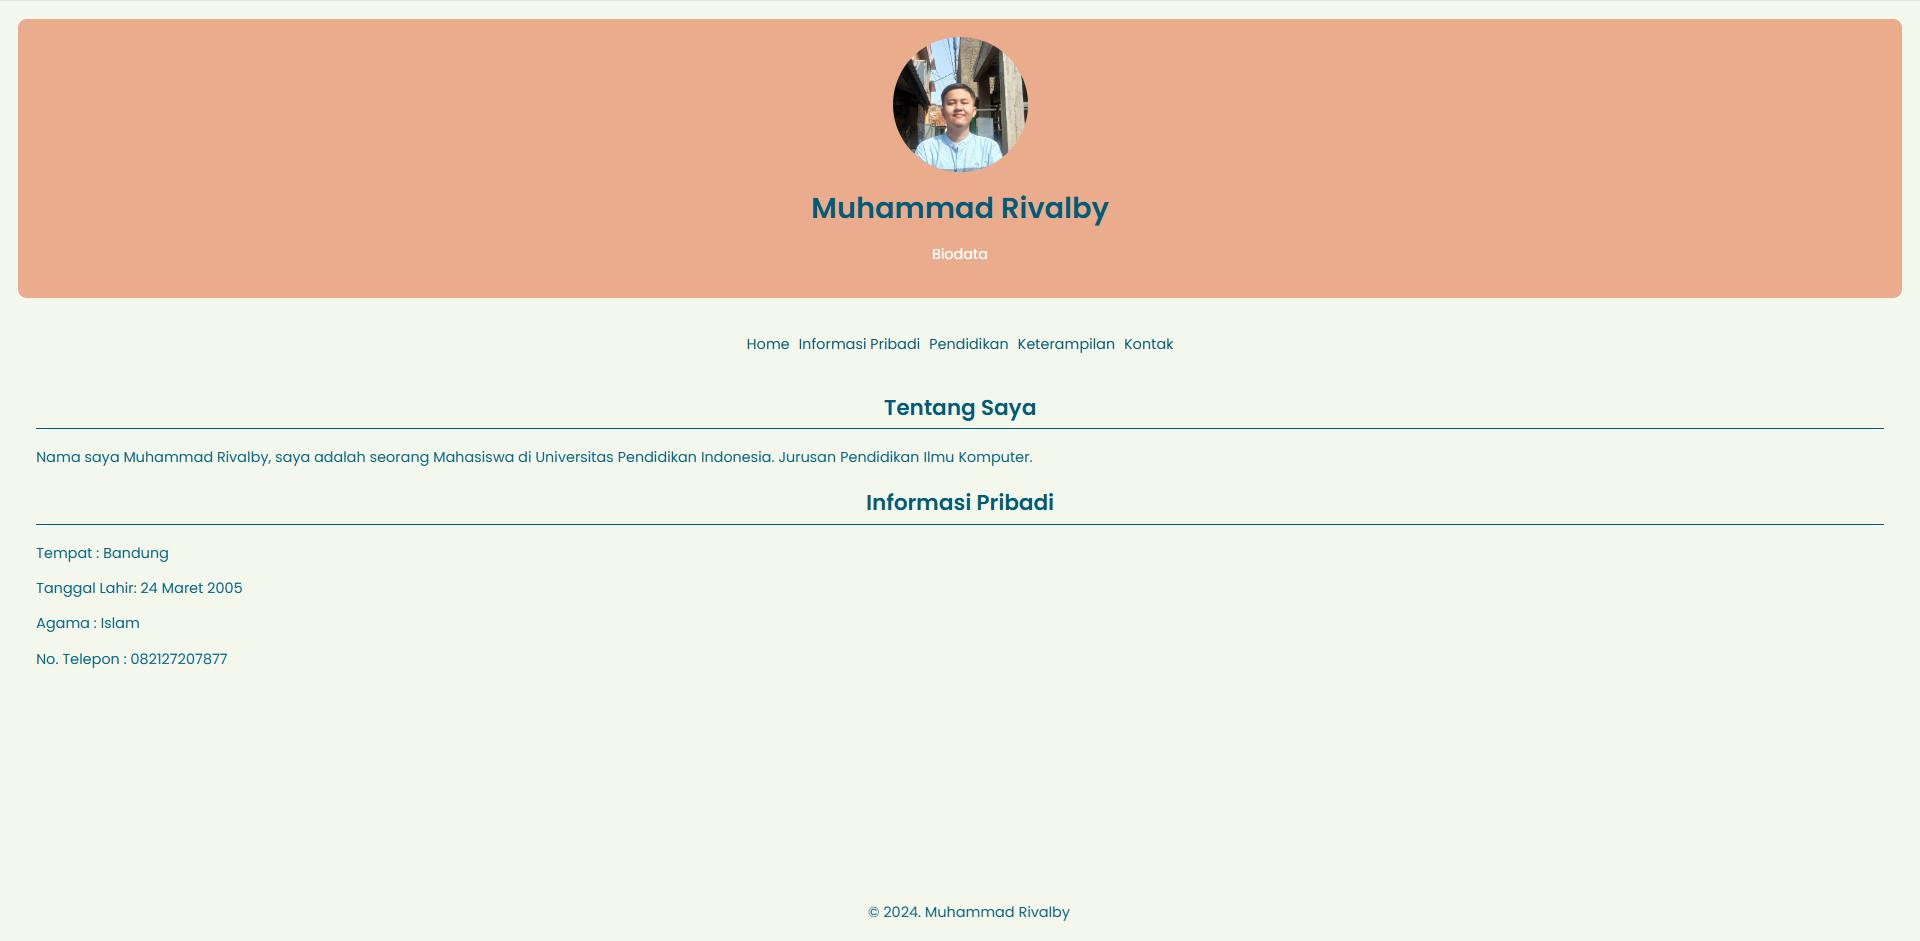 Muhammad Rivalby
Biodata
Home Informasi Pribadi Pendidikan Keterampilan Kontak
Tentang Saya
Nama saya Muhammad Rivalby, saya adalah seorang Mahasiswa di Universitas Pendidikan Indonesia. Jurusan Pendidikan Ilmu Komputer.
Informasi Pribadi
Tempat : Bandung
Tanggal Lahir: 24 Maret 2005
Agama : Islam
No. Telepon : 082127207877
© 2024. Muhammad Rivalby